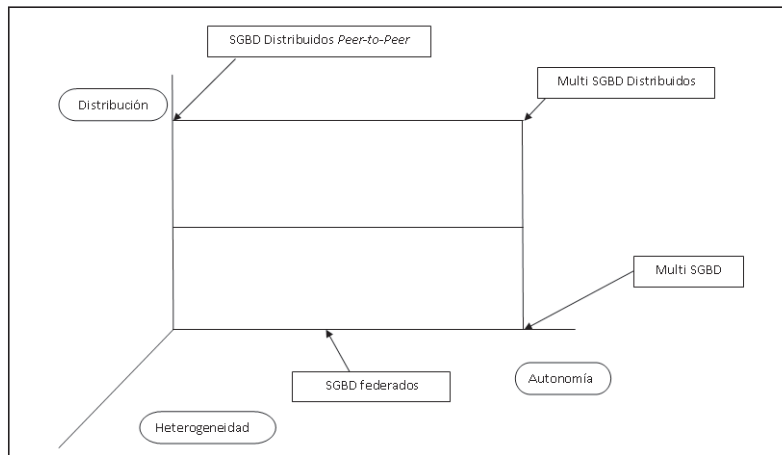 SGBD Distribuidos Peer-to-Peer
Multi SGBD Distribuidos
Distribución
Multi SGBD
Autonomía
SGBD federados
Heterogeneidad